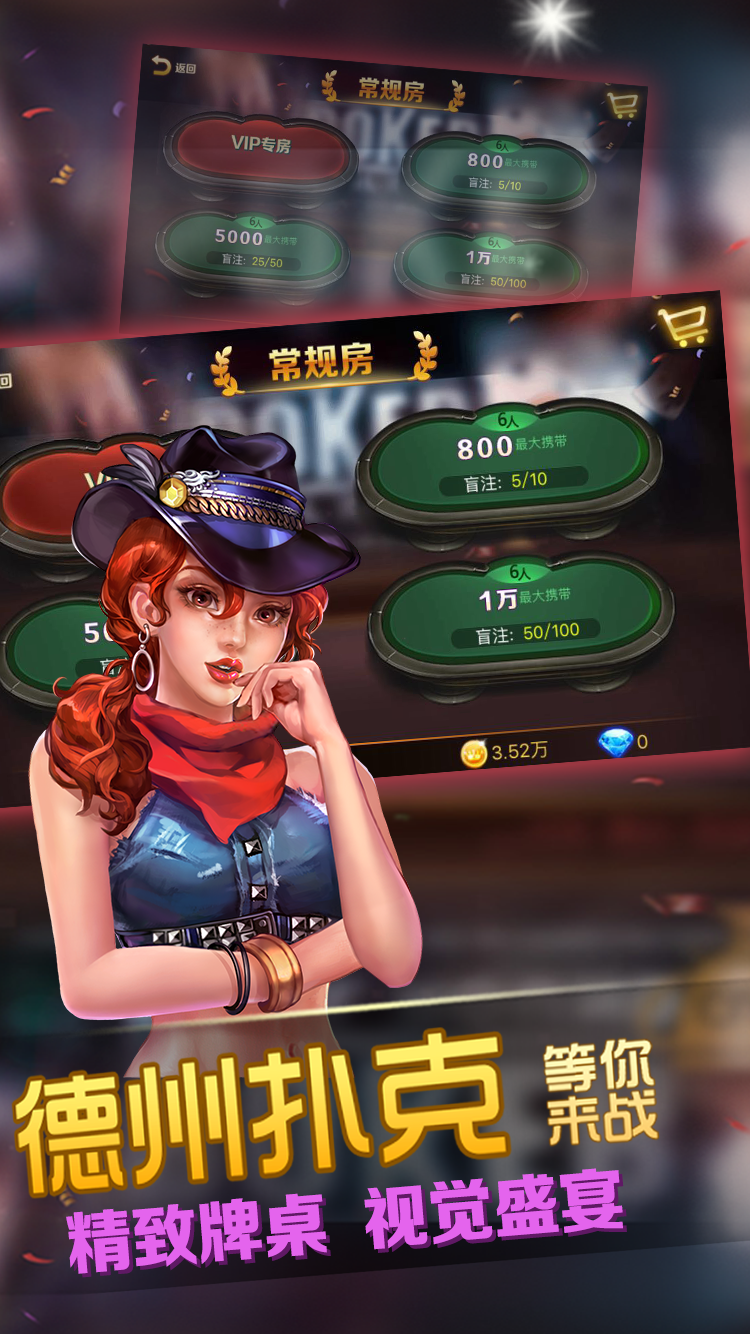 返回
常规房
VIP专房
6人
800最大携带
盲注: 5/10
6人
5000最大携带
盲注: 25/50
6人
1万最大携带
盲注: 50/100
回
常规房
6人
800最大携带
盲注: 5/10
6人
1万最大携带
盲注: 50/100
50
3.52万
0
德州扑克
等你
来战
精致牌桌 视觉盛宴